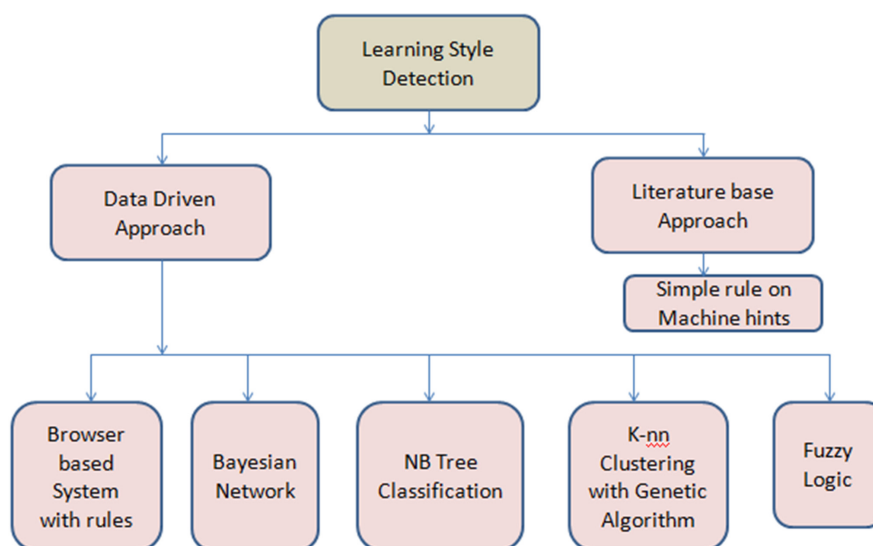 Learning Style
Detection
Data Driven
Approach
Literature base
Approach
Simple rule on
Machine hints
Browser
based
System
with rules
Bayesian
Network
NB Tree
Classification
K-nn
Clustering
with Genetic
Algorithm
Fuzzy
Logic